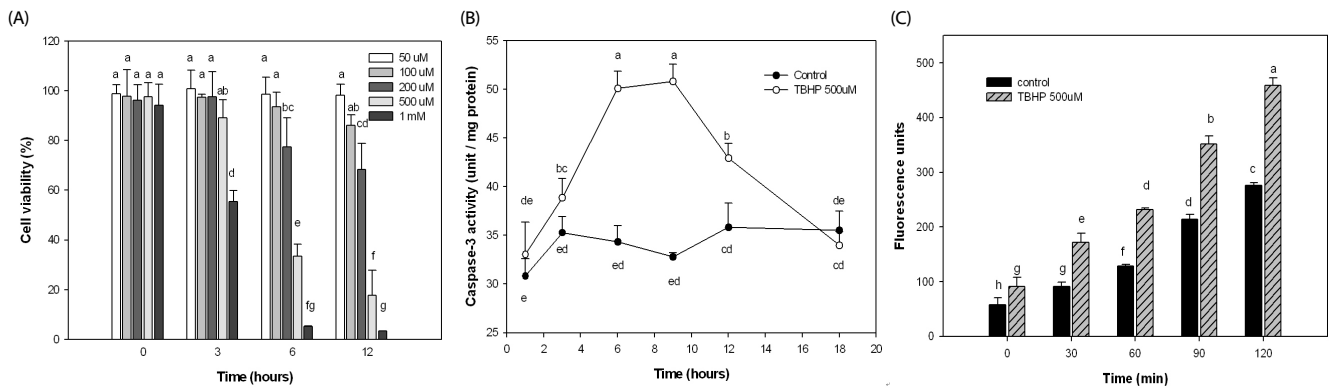 (A)
120
100
80
60
40
20
0
Cell viability (%)
a a a a a
a a a ab d
a a bc e fg
a ab cd f g
50 uM
100 uM
200 uM
500 uM
1 mM
0 3 6 12
Time (hours)
(B)
55
50
45
40
35
30
25
Caspase-3 activity (unit / mg protein)
a a
b
bc
de de
ed ed ed cd cd
e
Control
TBHP 500uM
0 2 4 6 8 10 12 14 16 18 20
Time (hours)
(C)
500
400
300
200
100
0
Fluorescence units
control
TBHP 500uM
h g g e f d d b c a
0 30 60 90 120
Time (min)